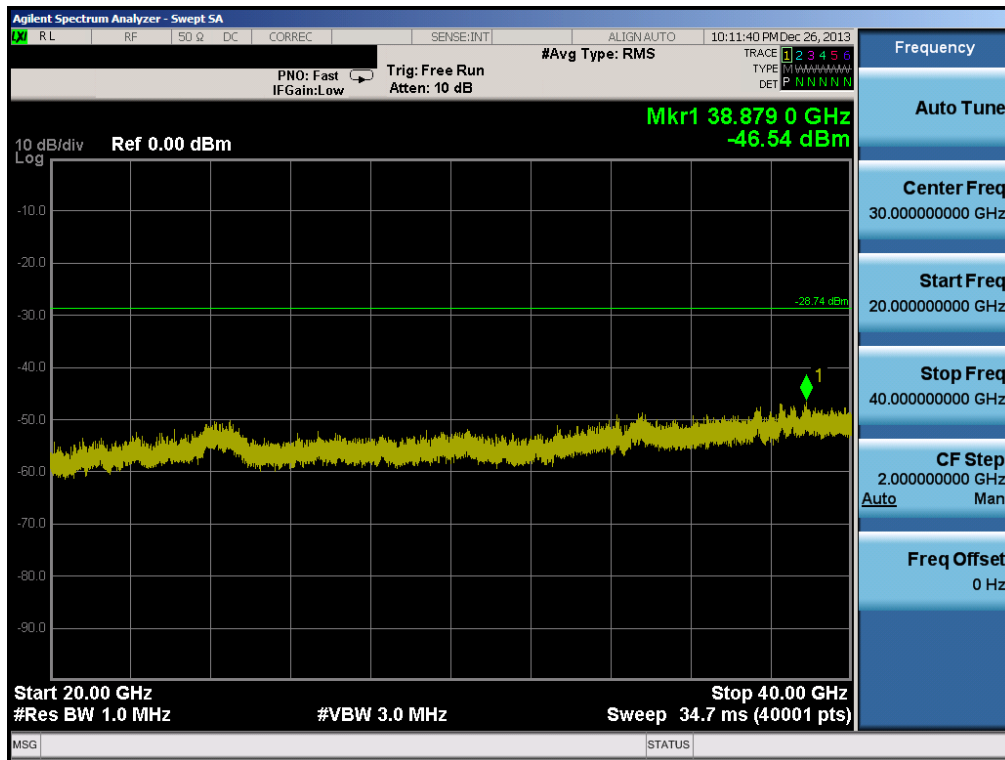 Agilent Spectrum Analyzer - Swept SA
LXI RL RF 50 Ω DC CORREC SENSE:INT ALIGN AUTO 10:11:40 PM Dec 26, 2013
PNO: Fast
IFGain:Low
Trig: Free Run
Atten: 10 dB
#Avg Type: RMS
TRACE 1 2 3 4 5 6
TYPE M W W W W W
DET P N N N N N
Mkr1 38.879 0 GHz
-46.54 dBm
10 dB/div
Log
Ref 0.00 dBm
-10.0
-20.0
-28.74 dBm
-30.0
-40.0
1
-50.0
-60.0
-70.0
-80.0
-90.0
Start 20.00 GHz
Stop 40.00 GHz
#Res BW 1.0 MHz
#VBW 3.0 MHz
Sweep 34.7 ms (40001 pts)
MSG
STATUS
Frequency
Auto Tune
Center Freq
30.000000000 GHz
Start Freq
20.000000000 GHz
Stop Freq
40.000000000 GHz
CF Step
2.000000000 GHz
Auto Man
Freq Offset
0 Hz